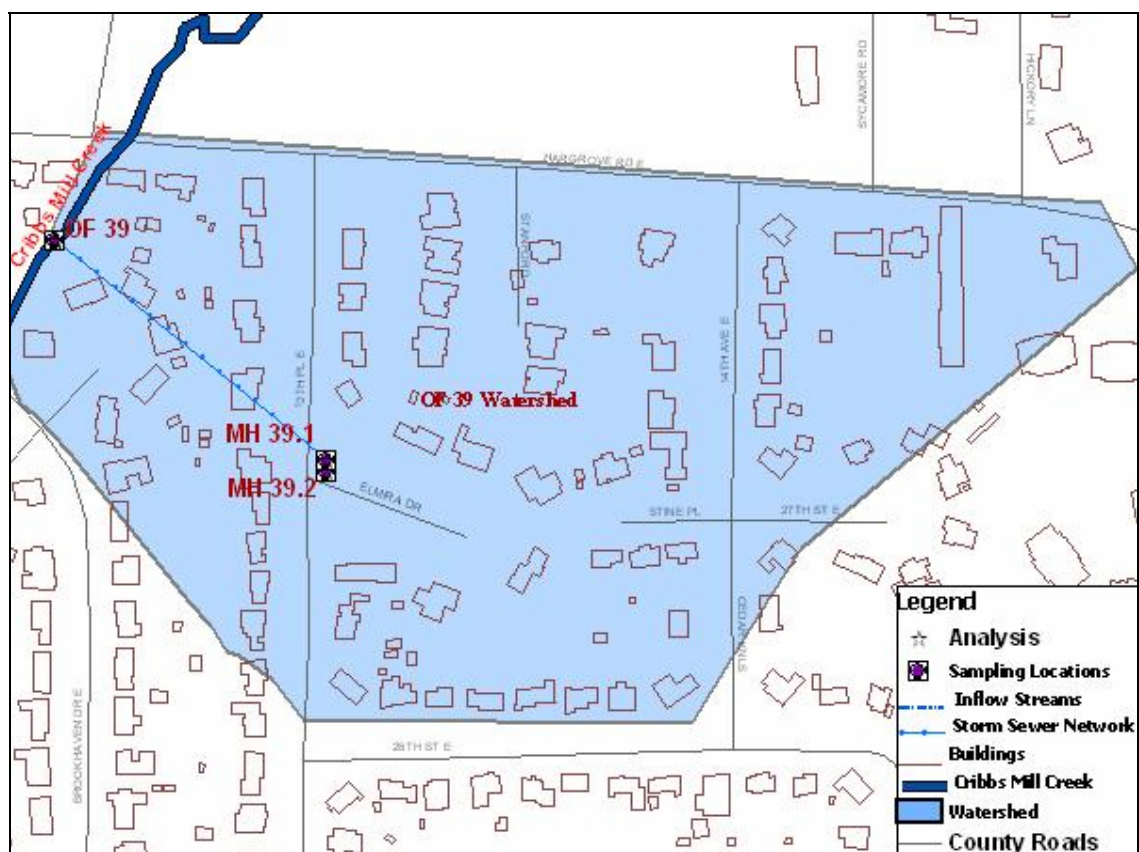 SYCAMORE RD
HICKORY LN
HARGROVE RD E
Cribbs Mill Creek
OF 39
STANFORD
14TH AVE E
OF 39 Watershed
MH 39.1
MH 39.2
ELMIRA DR
STINE PL
27TH ST E
BROOKHAVEN DR E
28TH ST E
Legend
Analysis
Sampling Locations
Inflow Streams
Storm Sewer Network
Buildings
Cribbs Mill Creek
Watershed
County Roads